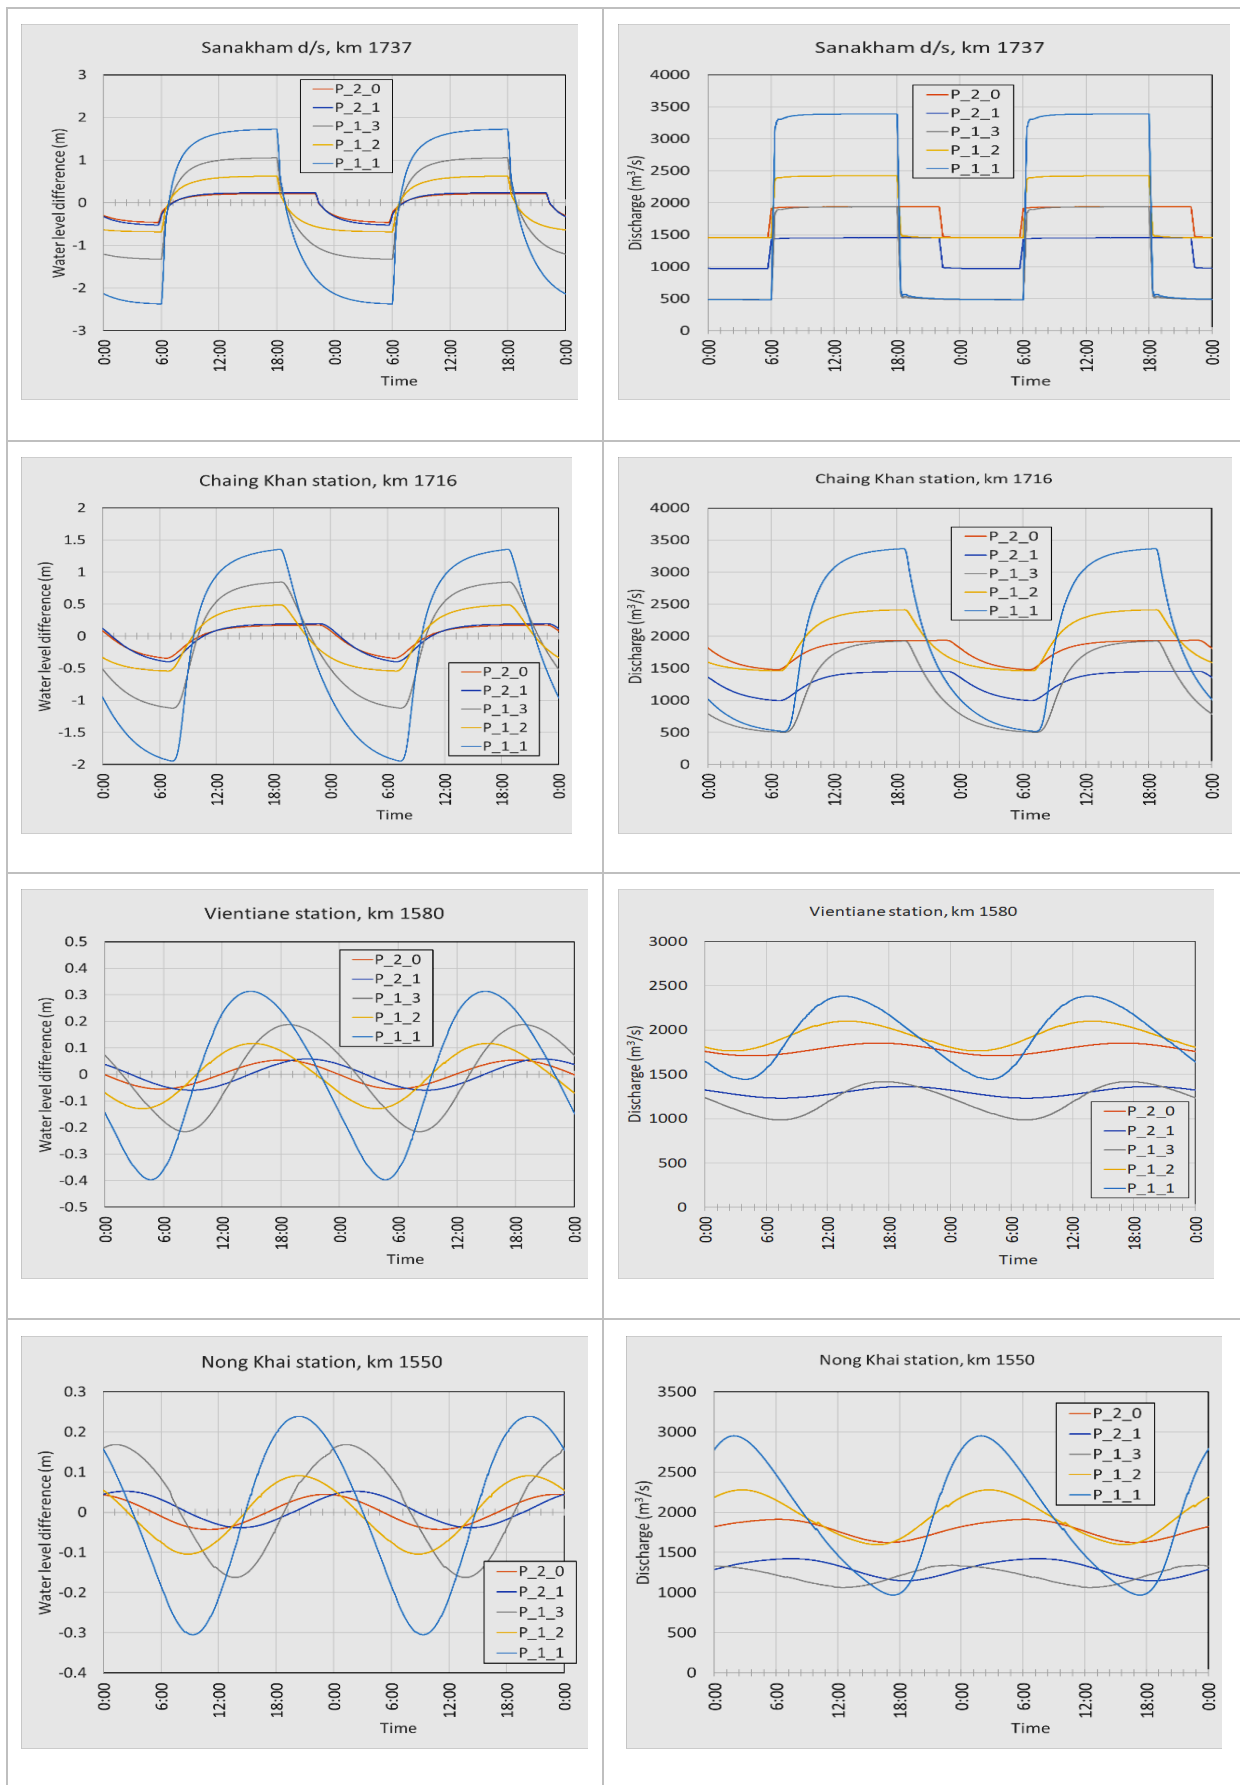 Sanakham d/s, km 1737
Water level difference (m)
3
2
1
0
-1
-2
-3
P_2_0
P_2_1
P_1_3
P_1_2
P_1_1
0:00
6:00
12:00
18:00
0:00
6:00
12:00
18:00
0:00
Time
Sanakham d/s, km 1737
Discharge (m³/s)
4000
3500
3000
2500
2000
1500
1000
500
0
P_2_0
P_2_1
P_1_3
P_1_2
P_1_1
0:00
6:00
12:00
18:00
0:00
6:00
12:00
18:00
0:00
Time
Chaing Khan station, km 1716
Water level difference (m)
2
1.5
1
0.5
0
-0.5
-1
-1.5
-2
P_2_0
P_2_1
P_1_3
P_1_2
P_1_1
0:00
6:00
12:00
18:00
0:00
6:00
12:00
18:00
0:00
Time
Chaing Khan station, km 1716
Discharge (m³/s)
4000
3500
3000
2500
2000
1500
1000
500
0
P_2_0
P_2_1
P_1_3
P_1_2
P_1_1
0:00
6:00
12:00
18:00
0:00
6:00
12:00
18:00
0:00
Time
Vientiane station, km 1580
Water level difference (m)
0.5
0.4
0.3
0.2
0.1
0
-0.1
-0.2
-0.3
-0.4
-0.5
P_2_0
P_2_1
P_1_3
P_1_2
P_1_1
0:00
6:00
12:00
18:00
0:00
6:00
12:00
18:00
0:00
Time
Vientiane station, km 1580
Discharge (m³/s)
3000
2500
2000
1500
1000
500
0
P_2_0
P_2_1
P_1_3
P_1_2
P_1_1
0:00
6:00
12:00
18:00
0:00
6:00
12:00
18:00
0:00
Time
Nong Khai station, km 1550
Water level difference (m)
0.3
0.2
0.1
0
-0.1
-0.2
-0.3
-0.4
P_2_0
P_2_1
P_1_3
P_1_2
P_1_1
0:00
6:00
12:00
18:00
0:00
6:00
12:00
18:00
0:00
Time
Nong Khai station, km 1550
Discharge (m³/s)
3500
3000
2500
2000
1500
1000
500
0
P_2_0
P_2_1
P_1_3
P_1_2
P_1_1
0:00
6:00
12:00
18:00
0:00
6:00
12:00
18:00
0:00
Time